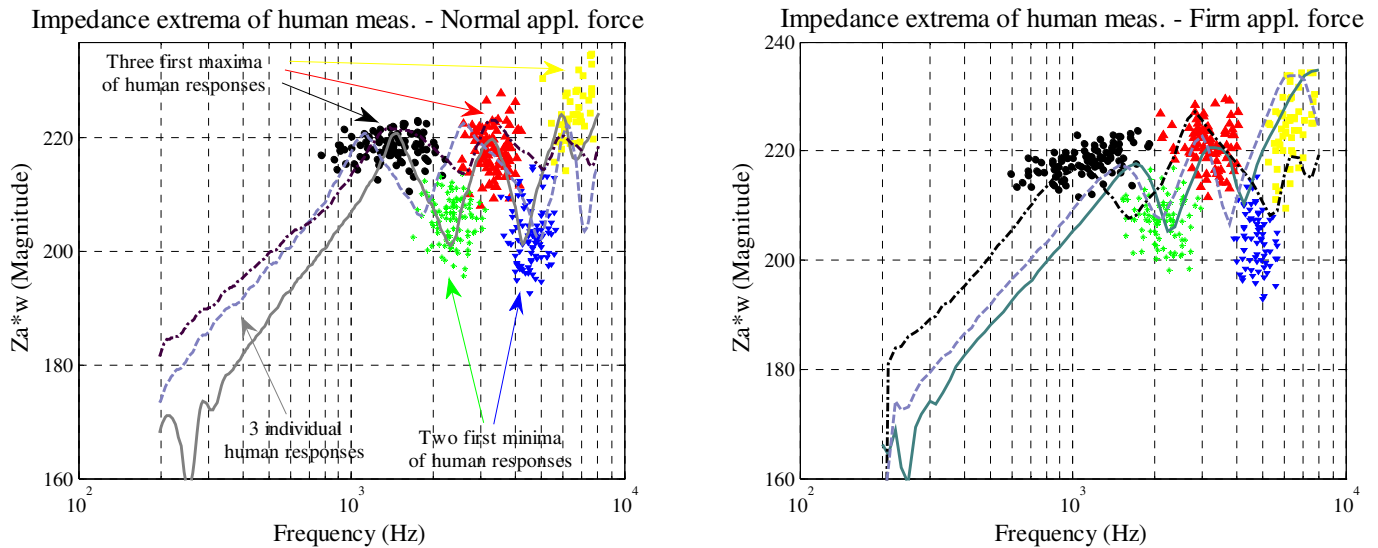 Impedance extrema of human meas. - Normal appl. force
Three first maxima
of human responses
3 individual
human responses
Two first minima
of human responses
Za*w (Magnitude)
220
200
180
160
10^2
10^3
10^4
Frequency (Hz)
Impedance extrema of human meas. - Firm appl. force
Za*w (Magnitude)
240
220
200
180
160
10^2
10^3
10^4
Frequency (Hz)